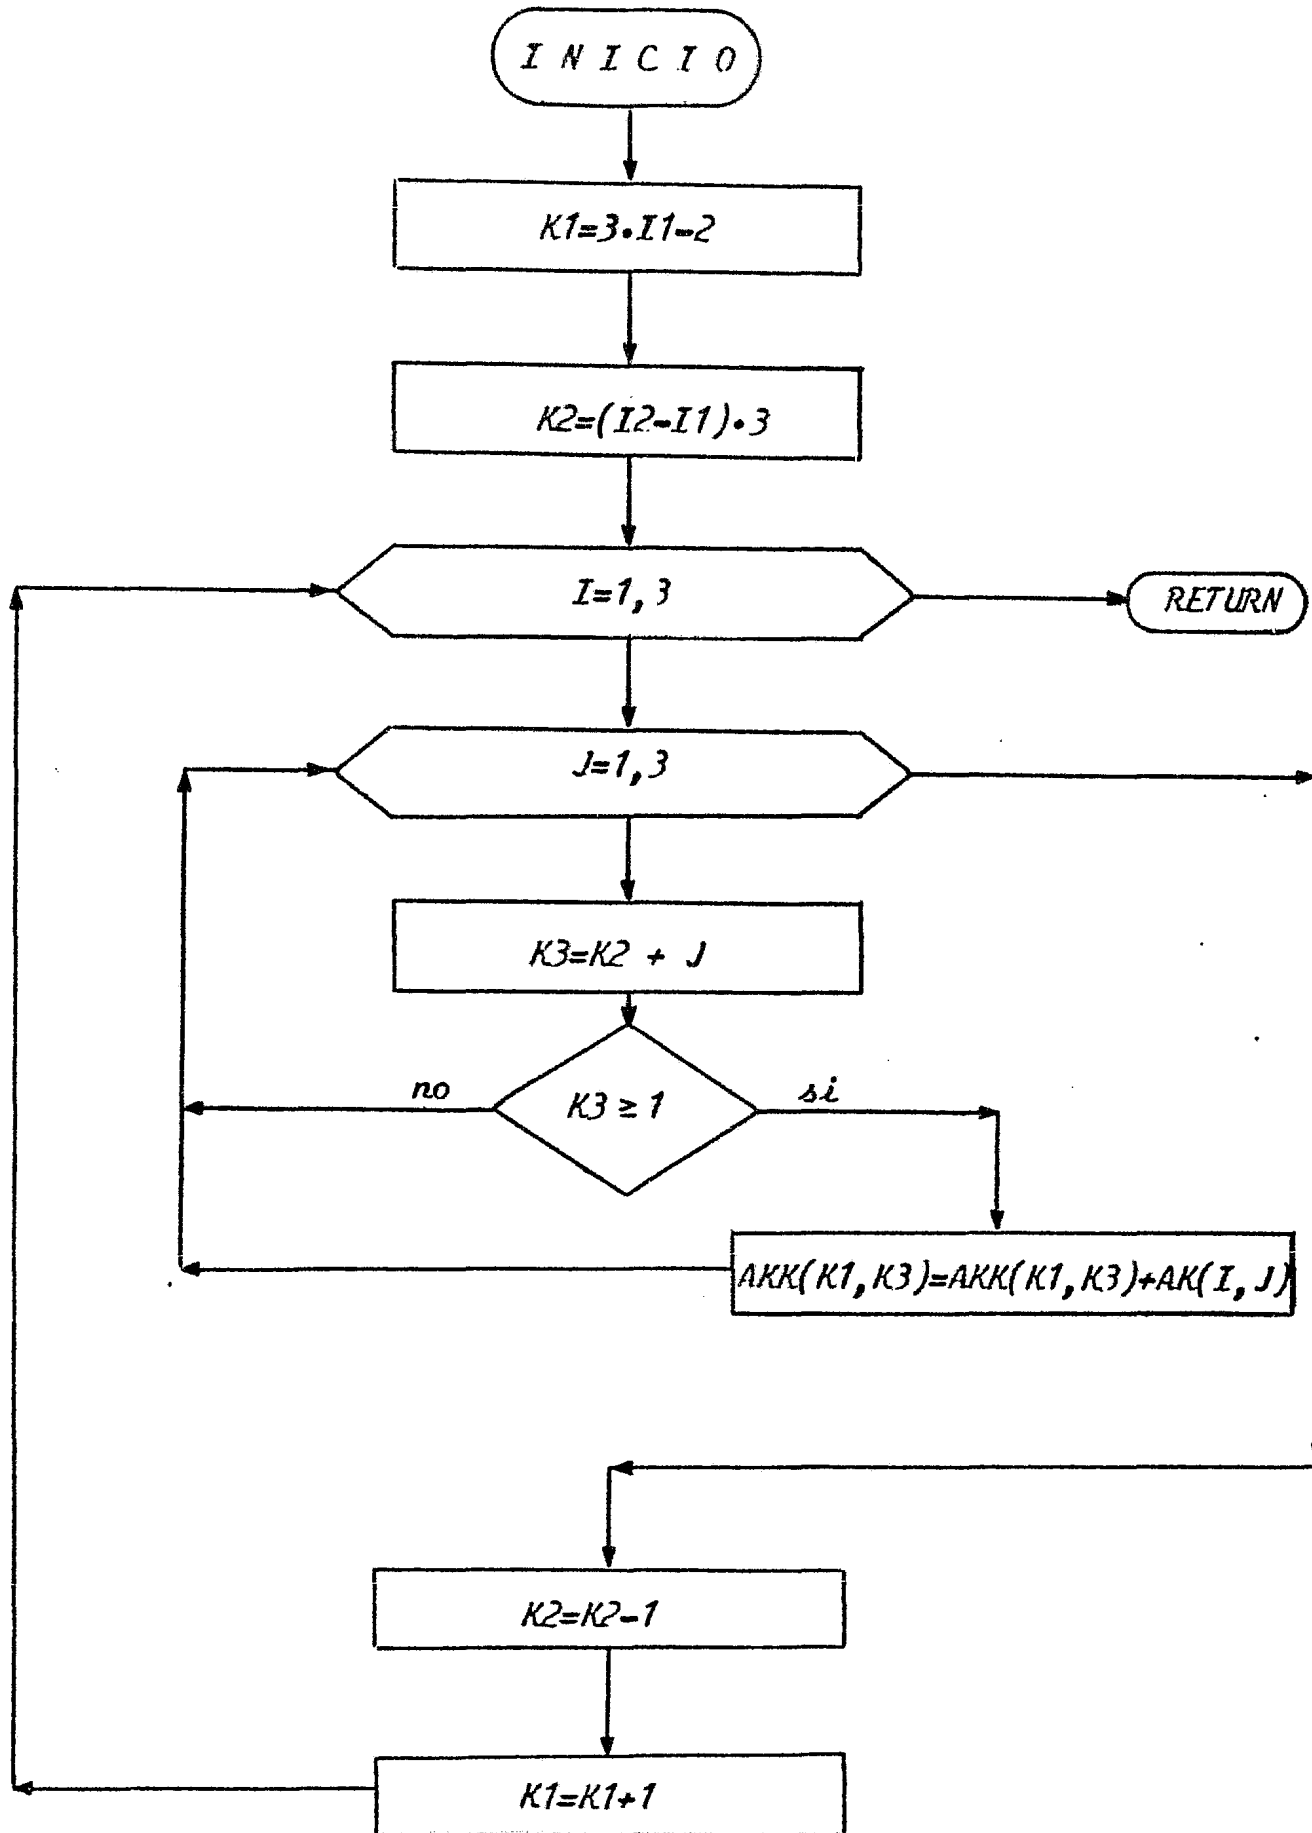 I N I C I O
K1=3•I1-2
K2=(I2-I1)•3
I=1,3
RETURN
J=1,3
K3=K2 + J
no
K3 ≥ 1
si
AKK(K1,K3)=AKK(K1,K3)+AK(I,J)
K2=K2-1
K1=K1+1